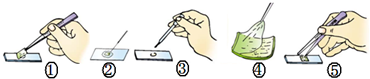 ① ② ③ ④ ⑤